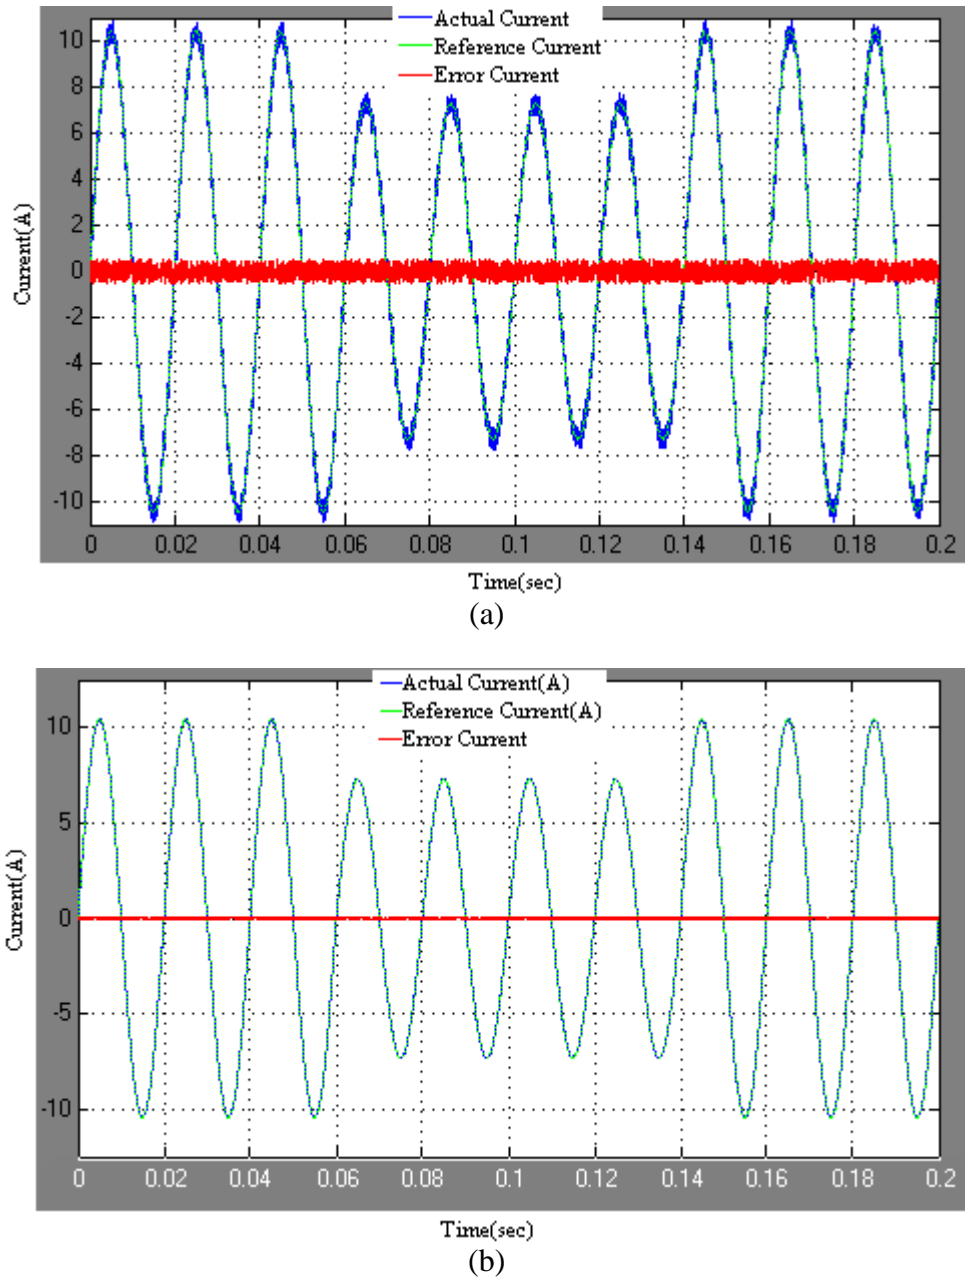 Actual Current
Reference Current
Error Current
10
8
6
4
2
0
-2
-4
-6
-8
-10
Current(A)
0 0.02 0.04 0.06 0.08 0.1 0.12 0.14 0.16 0.18 0.2
Time(sec)
(a)
Actual Current(A)
Reference Current(A)
Error Current
10
5
0
-5
-10
Current(A)
0 0.02 0.04 0.06 0.08 0.1 0.12 0.14 0.16 0.18 0.2
Time(sec)
(b)